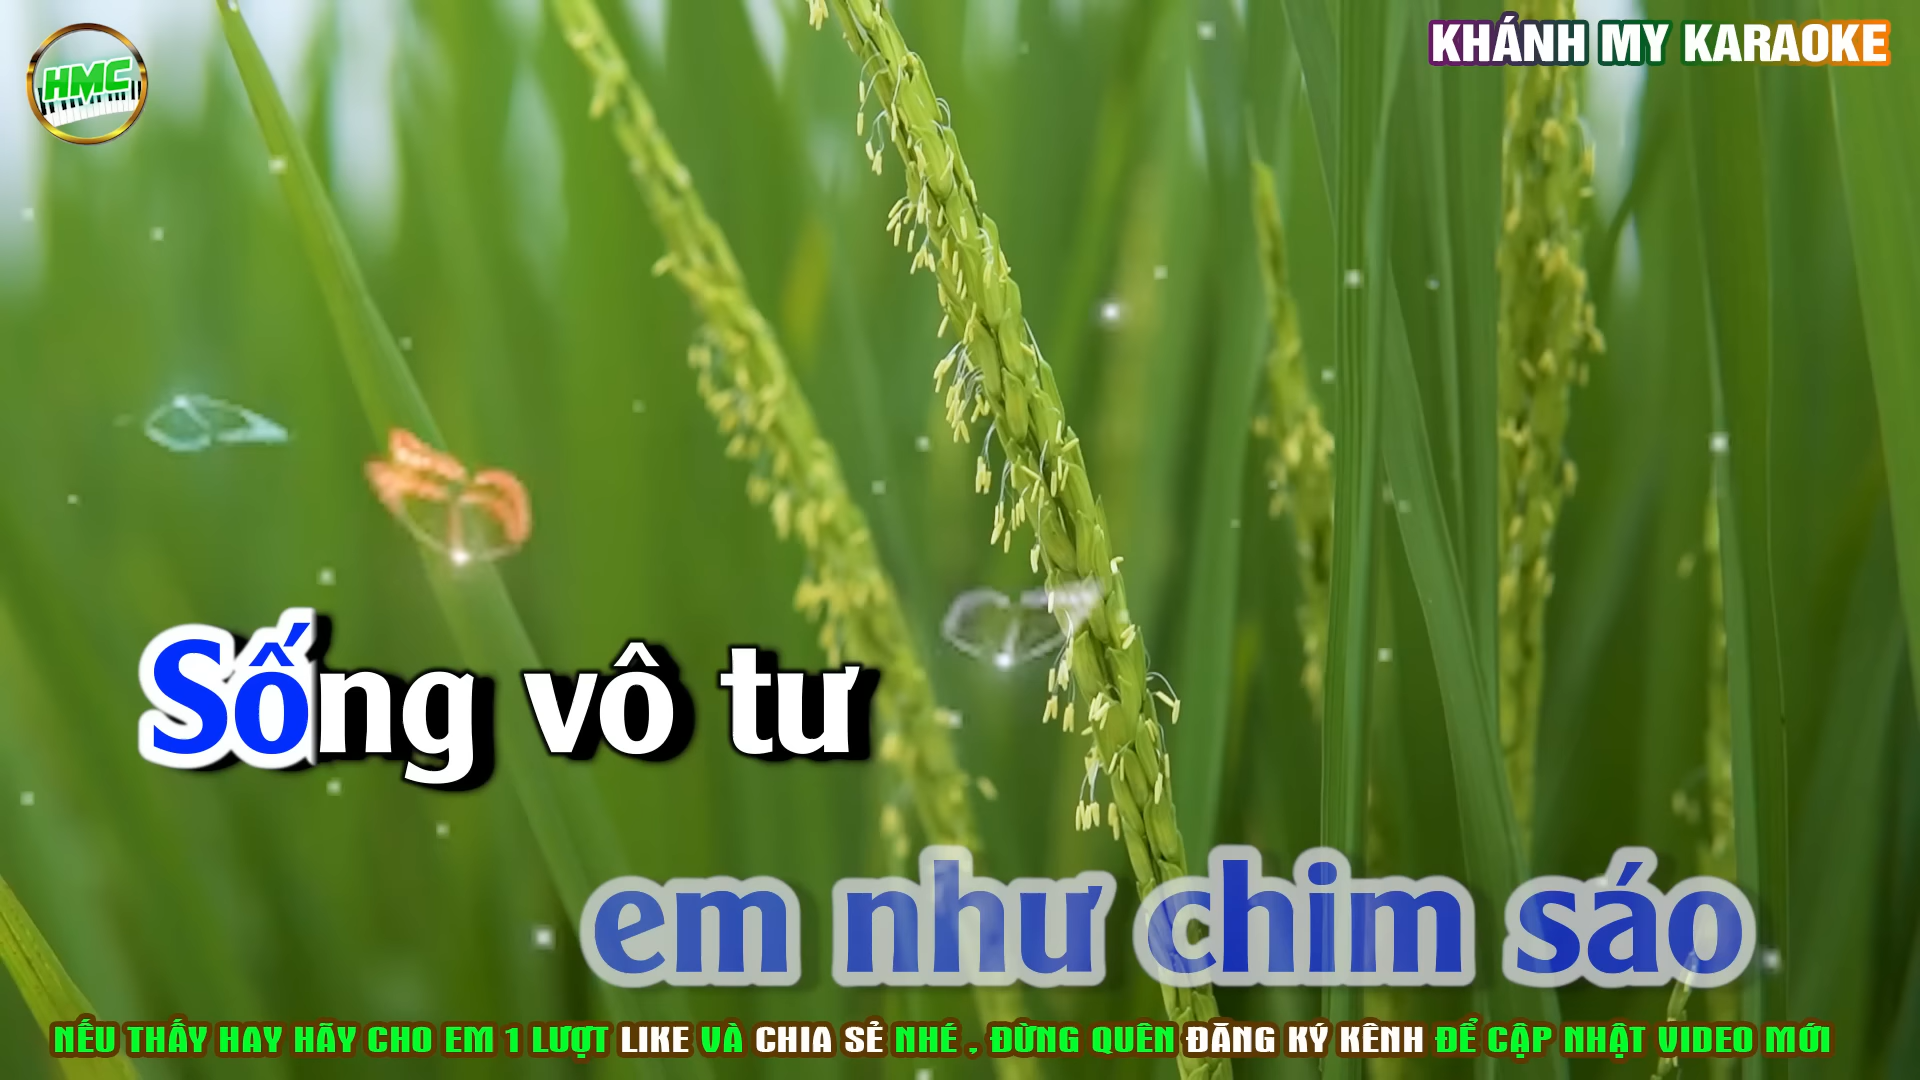 HMC
KHÁNH MY KARAOKE
Sống vô tư
em như chim sáo
NẾU THẤY HAY HÃY CHO EM 1 LƯỢT LIKE VÀ CHIA SẺ NHÉ , ĐỪNG QUÊN ĐĂNG KÝ KÊNH ĐỂ CẬP NHẬT VIDEO MỚI